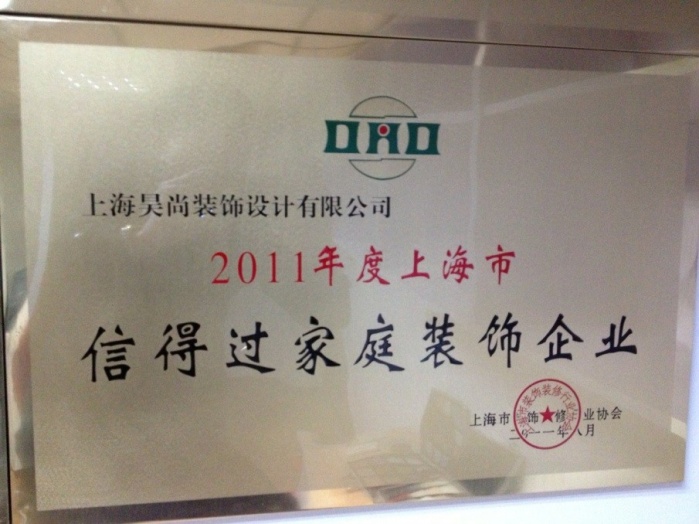 上海昊尚装饰设计有限公司
2011年度上海市
信得过家庭装饰企业
上海市 饰 修 业协会
二 一一年八月